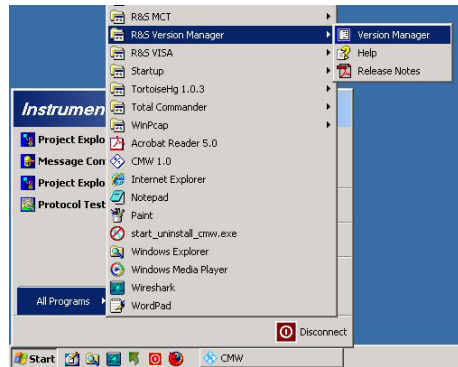 R&S MCT
R&S Version Manager
Version Manager
R&S VISA
Help
Startup
Release Notes
TortoiseHg 1.0.3
Total Commander
Instrumen
WinPcap
Project Explo
Acrobat Reader 5.0
Message Con
CMW 1.0
Project Explo
Internet Explorer
Protocol Test
Notepad
Paint
start_uninstall_cmw.exe
Windows Explorer
Windows Media Player
Wireshark
All Programs
WordPad
Disconnect
Start
CMW